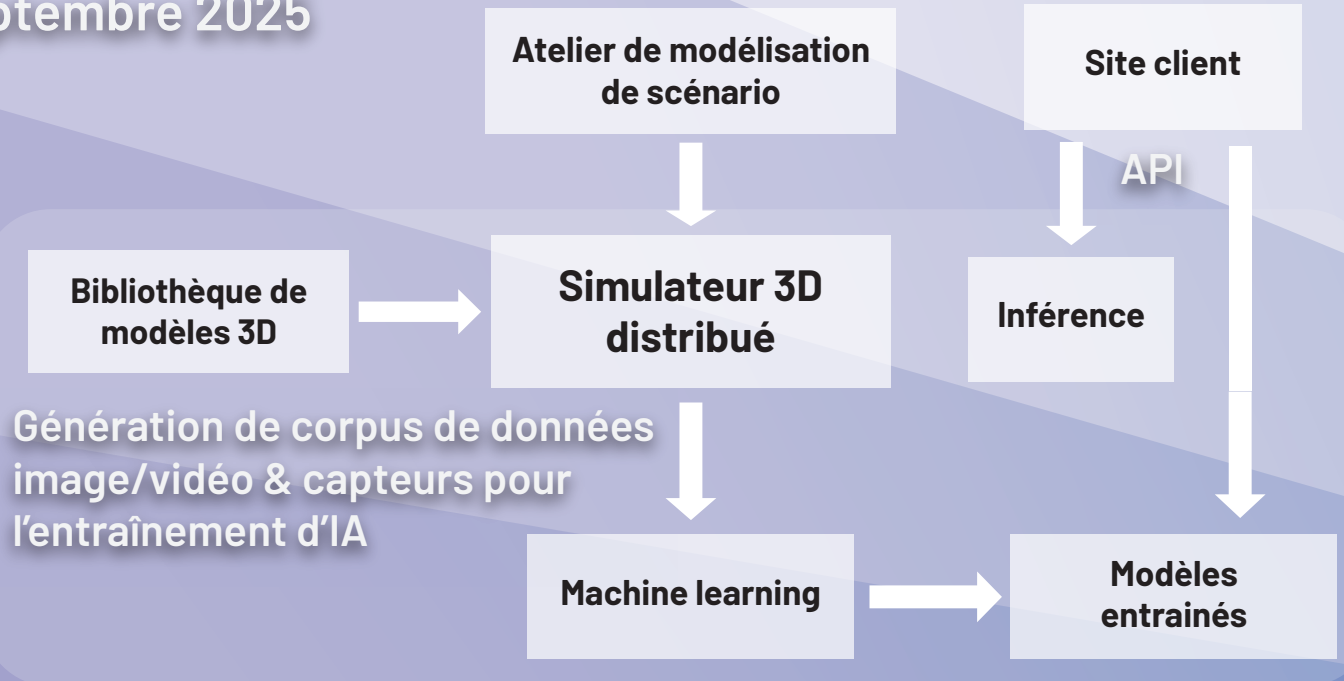 2025
Atelier de modélisation
de scénario
Site client
API
Bibliothèque de
modèles 3D
Simulateur 3D
distribué
Inférence
Génération de corpus de données
image/vidéo & capteurs pour
l'entraînement d'IA
Machine learning
Modèles
entrainés